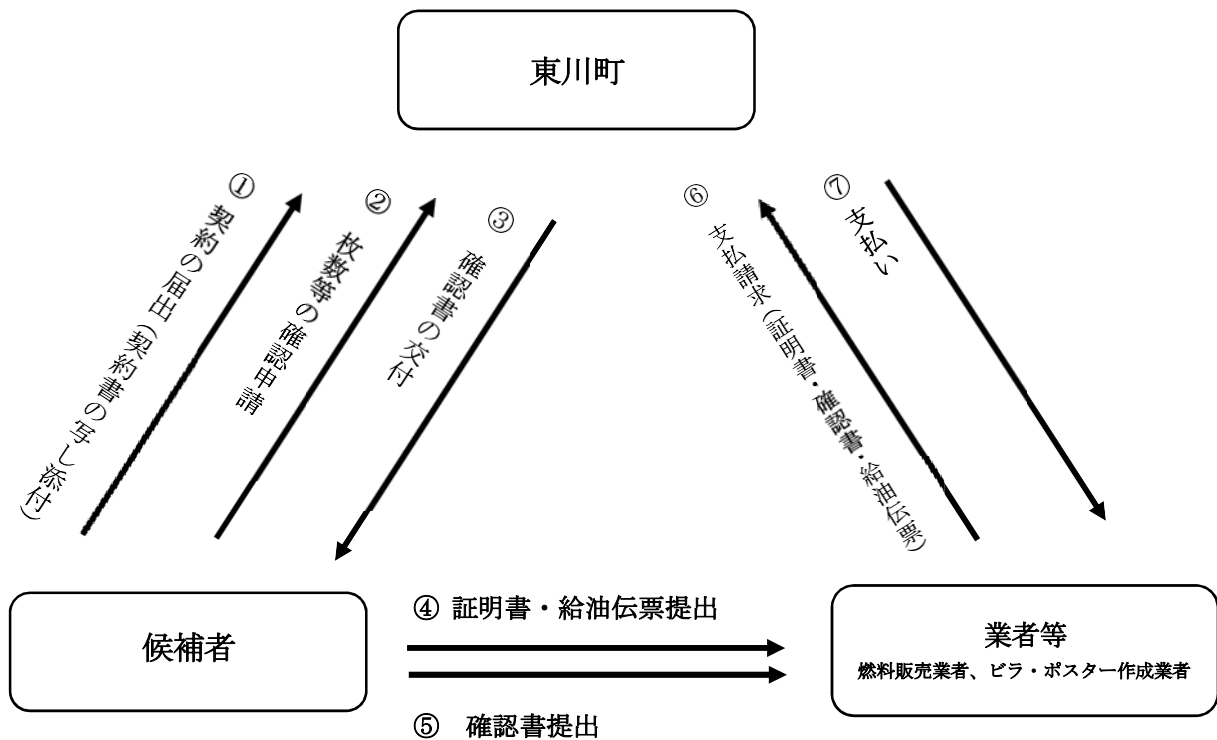 東川町
① 契約の届出(契約書の写し添付)
② 枚数等の確認申請
③ 確認書の交付
⑥ 支払請求(証明書・確認書・給油伝票)
⑦ 支払い
候補者
④ 証明書・給油伝票提出
⑤ 確認書提出
業者等
燃料販売業者、ビラ・ポスター作成業者